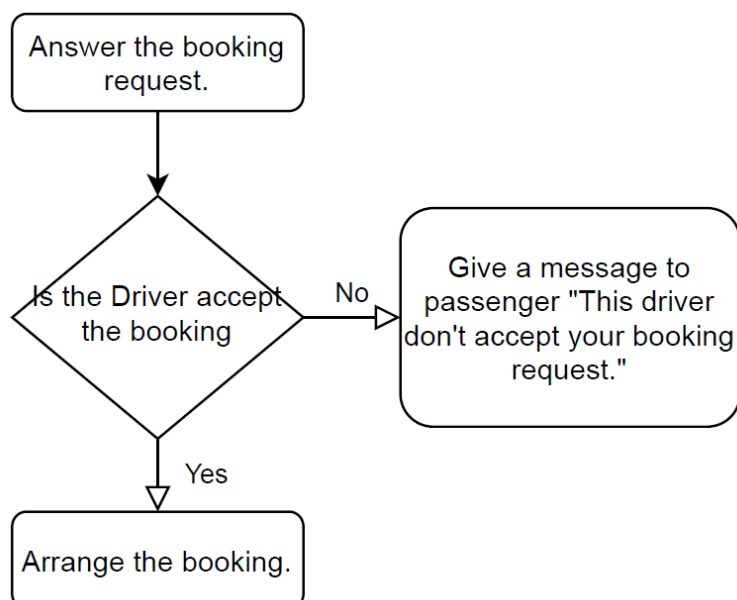 Answer the booking
request.
Is the Driver accept
the booking
No
Give a message to
passenger "This driver
don't accept your booking
request."
Yes
Arrange the booking.